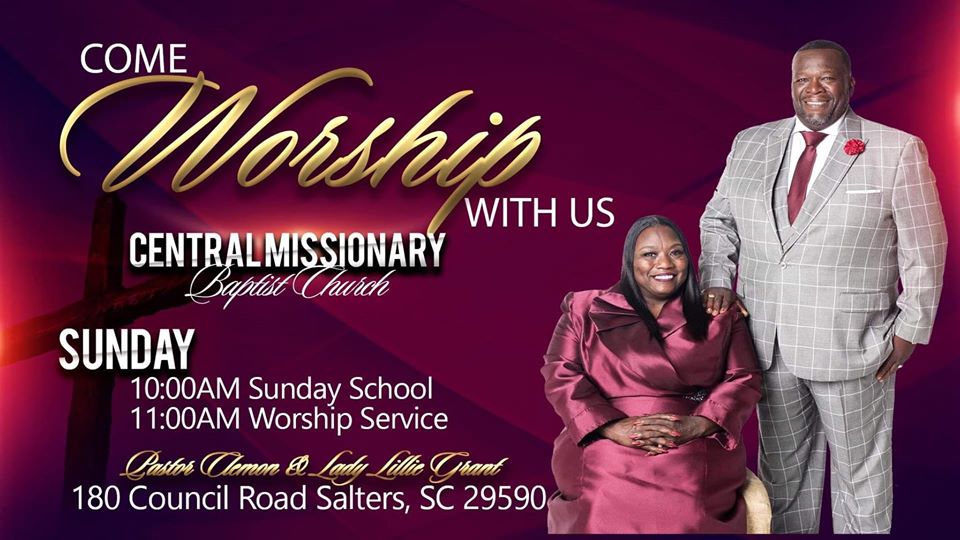 COME
Worship
WITH US
CENTRAL MISSIONARY
Baptist Church
SUNDAY
10:00AM Sunday School
11:00AM Worship Service
Pastor Clemon & Lady Lillie Grant
180 Council Road Salters, SC 29590